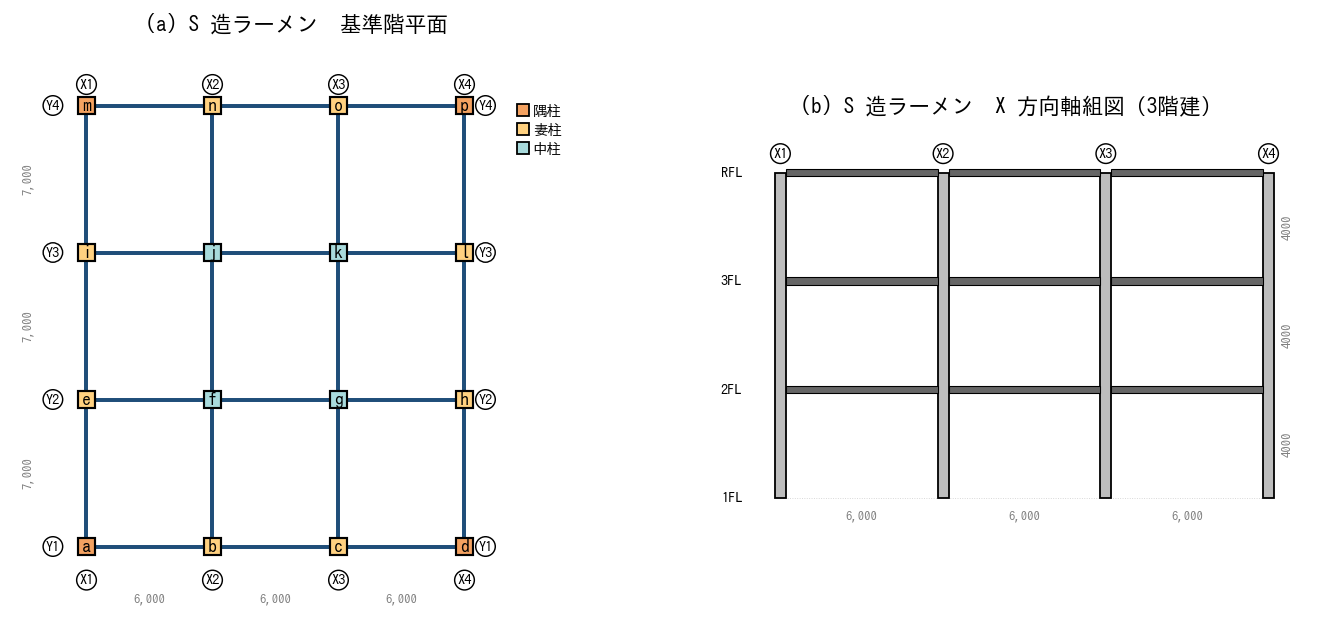 (a) S 造ラーメン　基準階平面
X1 X2 X3 X4
Y4 m n o p Y4
隅柱
妻柱
中柱
7,000
Y3 i j k l Y3
7,000
Y2 e f g h Y2
7,000
Y1 a b c d Y1
X1 X2 X3 X4
6,000 6,000 6,000
(b) S 造ラーメン　X 方向軸組図 (3階建)
X1 X2 X3 X4
RFL
4000
3FL
4000
2FL
4000
1FL
6,000 6,000 6,000